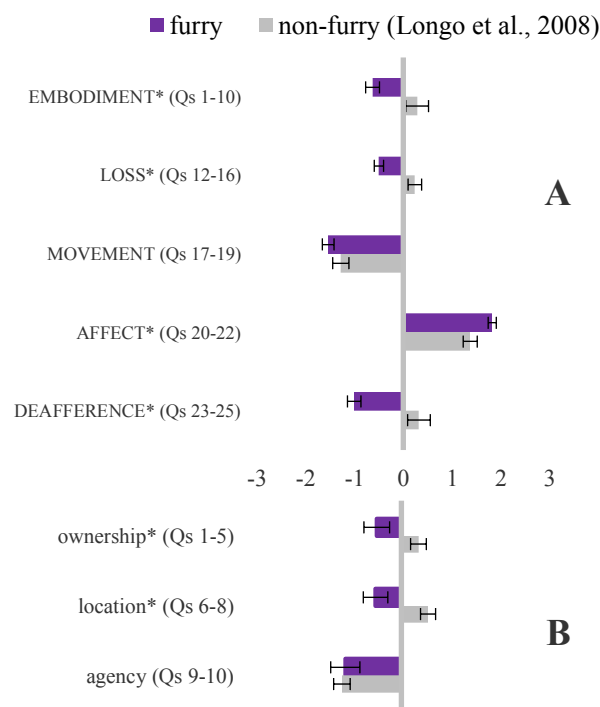 furry non-furry (Longo et al., 2008)
EMBODIMENT* (Qs 1-10)
LOSS* (Qs 12-16)
A
MOVEMENT (Qs 17-19)
AFFECT* (Qs 20-22)
DEAFFERENCE* (Qs 23-25)
-3 -2 -1 0 1 2 3
ownership* (Qs 1-5)
location* (Qs 6-8)
B
agency (Qs 9-10)